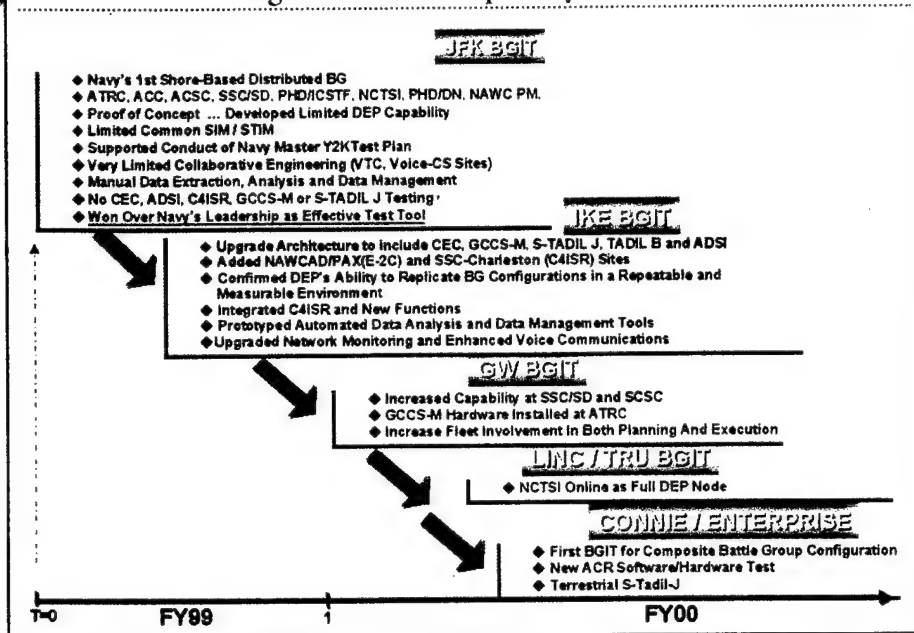 JFK BGIT
◆ Navy's 1st Shore-Based Distributed BG
◆ ATRC, ACC, ACSC, SSC/SD, PHD/ICSTF, NCTSI, PHD/DN, NAWC PM.
◆ Proof of Concept ... Developed Limited DEP Capability
◆ Limited Common SIM / STIM
◆ Supported Conduct of Navy Master Y2KTest Plan
◆ Very Limited Collaborative Engineering (VTC, Voice-CS Sites)
◆ Manual Data Extraction, Analysis and Data Management
◆ No CEC, ADSI, C4ISR, GCCS-M or S-TADIL J Testing
◆ Won Over Navy's Leadership as Effective Test Tool
IKE BGIT
◆ Upgrade Architecture to Include CEC, GCCS-M, S-TADIL J, TADIL B and ADSI
◆ Added NAWCAD/PAX(E-2C) and SSC-Charleston (C4ISR) Sites
◆ Confirmed DEP's Ability to Replicate BG Configurations in a Repeatable and
Measurable Environment
◆ Integrated C4ISR and New Functions
◆ Prototyped Automated Data Analysis and Data Management Tools
◆ Upgraded Network Monitoring and Enhanced Voice Communications
GW BGIT
◆ Increased Capability at SSC/SD and SCSC
◆ GCCS-M Hardware Installed at ATRC
◆ Increase Fleet Involvement in Both Planning And Execution
LINC / TRU BGIT
◆ NCTSI Online as Full DEP Node
CONNIE / ENTERPRISE
◆ First BGIT for Composite Battle Group Configuration
◆ New ACR Software/Hardware Test
◆ Terrestrial S-Tadil-J
T=0 FY99 1 FY00